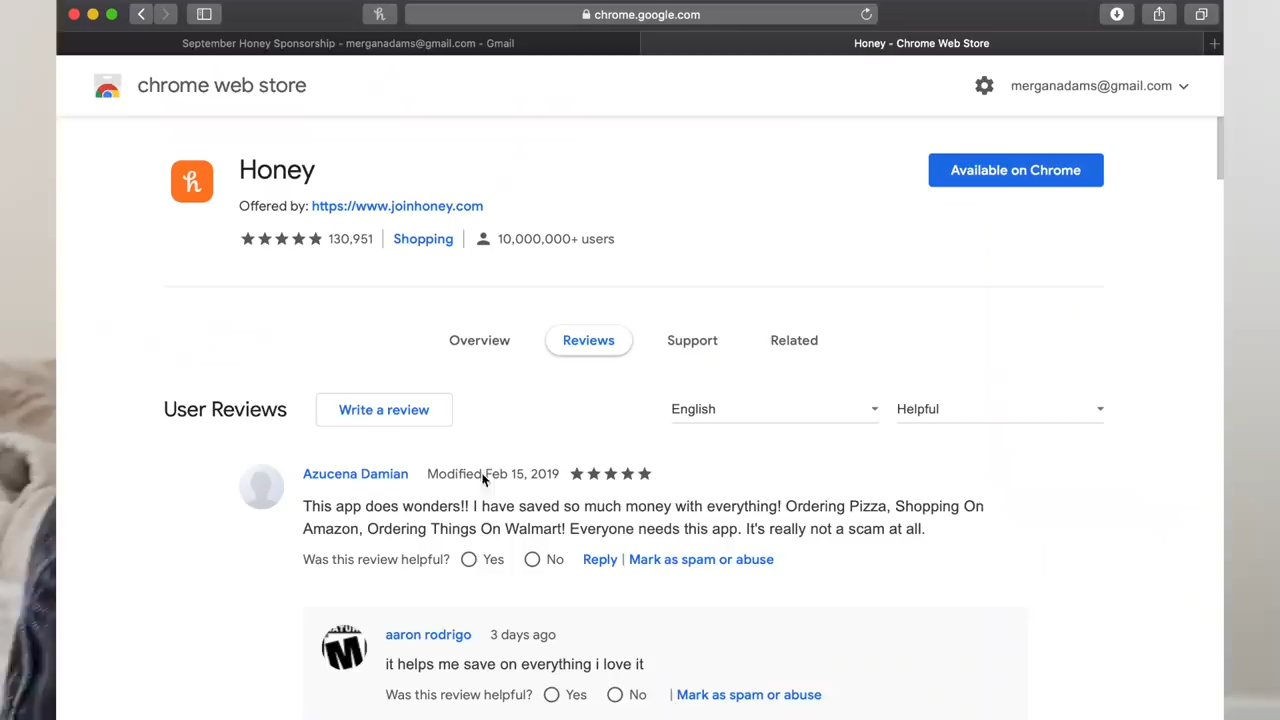 chrome.google.com
September Honey Sponsorship - merganadams@gmail.com - Gmail
Honey - Chrome Web Store
chrome web store
merganadams@gmail.com
Honey
Available on Chrome
Offered by: https://www.joinhoney.com
130,951 Shopping 10,000,000+ users
Overview Reviews Support Related
User Reviews Write a review English Helpful
Azucena Damian Modified Feb 15, 2019
This app does wonders!! I have saved so much money with everything! Ordering Pizza, Shopping On
Amazon, Ordering Things On Walmart! Everyone needs this app. It's really not a scam at all.
Was this review helpful? Yes No Reply | Mark as spam or abuse
aaron rodrigo 3 days ago
it helps me save on everything i love it
Was this review helpful? Yes No | Mark as spam or abuse